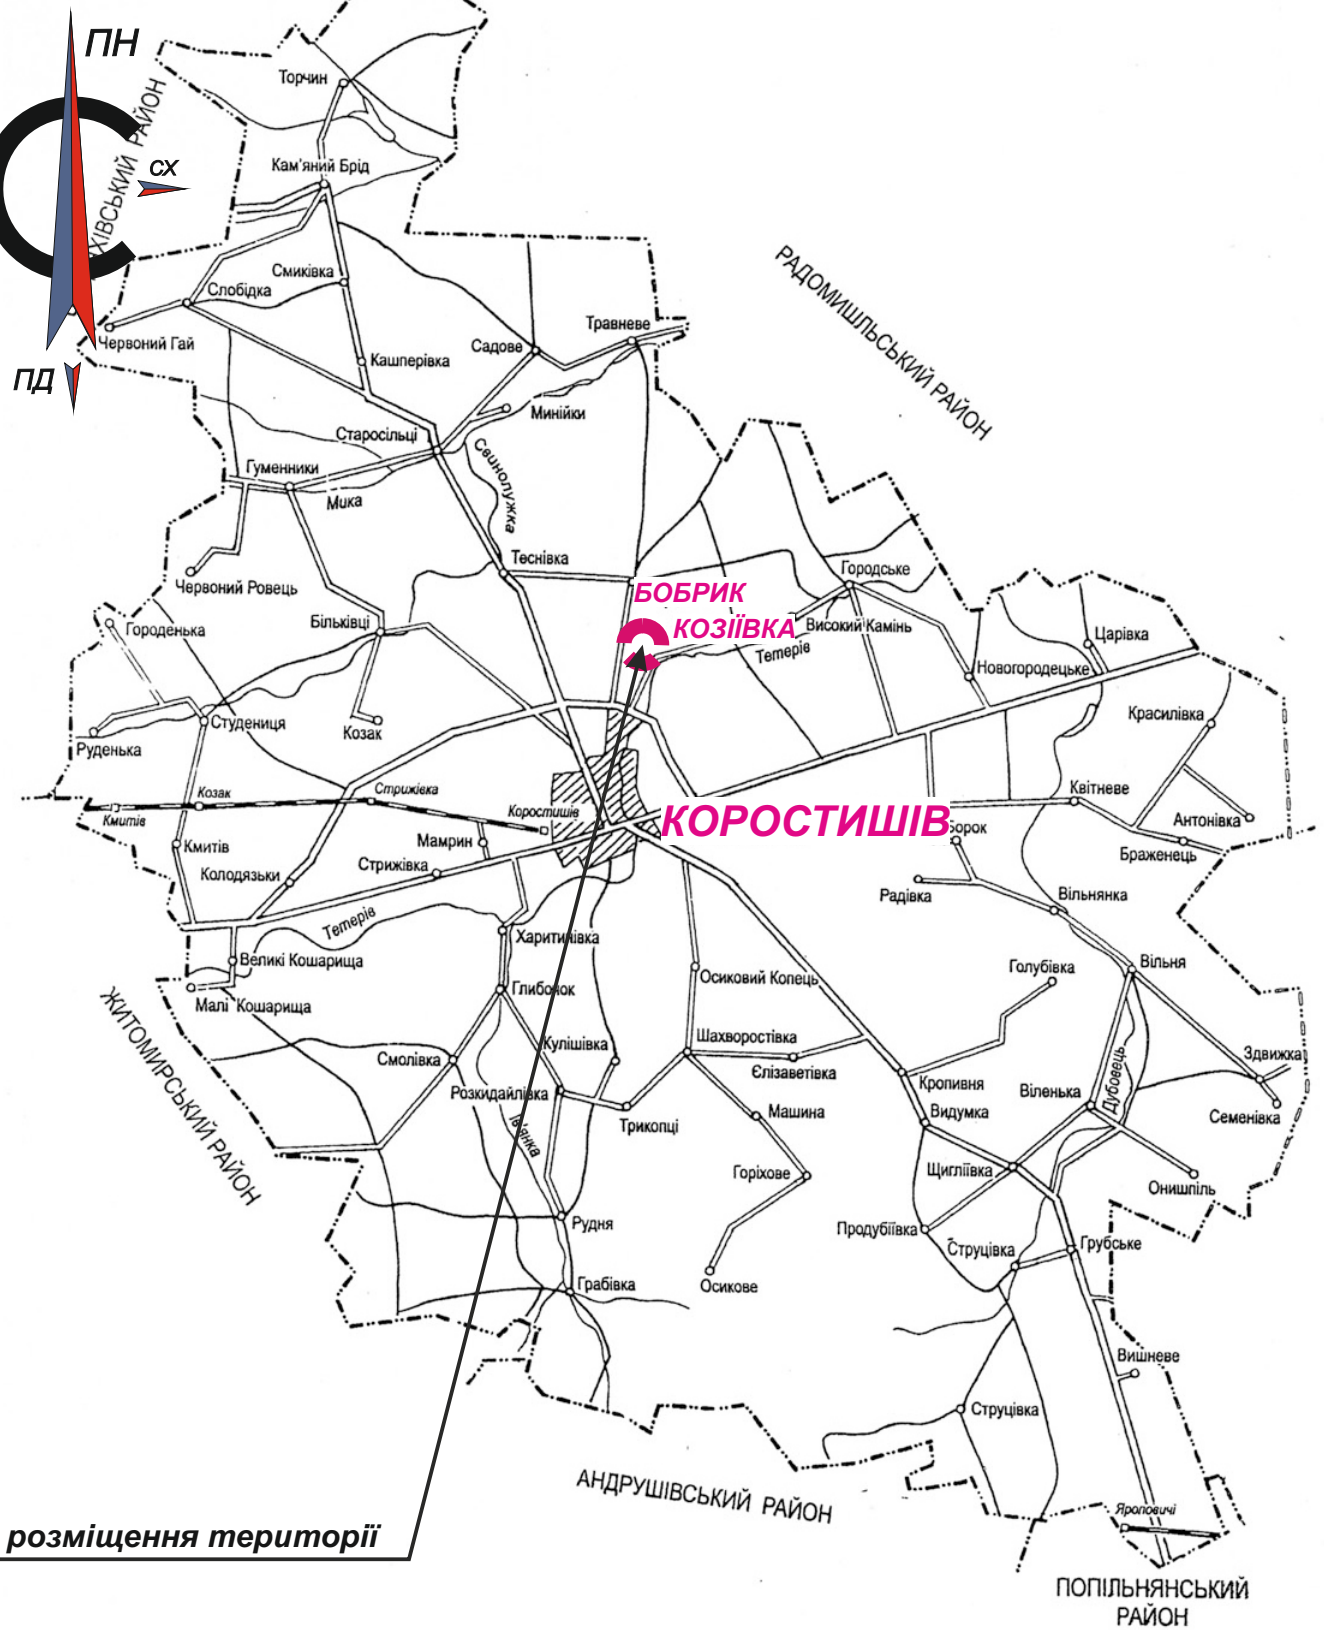 ПН
Торчин
СХ
Кам'яний Брід
ХІВСЬКИЙ РАЙОН
Смиківка
Слобідка
РАДОМИШЛЬСЬКИЙ РАЙОН
Травневе
Червоний Гай
Садове
Кашперівка
ПД
Минійки
Старосільці
Гуменники
Свинолужка
Мика
Теснівка
Городське
Червоний Ровець
БОБРИК
Більківці
КОЗІЇВКА
Високий Камінь
Городенька
Царівка
Тетерів
Новогородецьке
Студениця
Козак
Красилівка
Руденька
Козак
Стрижівка
Квітневе
Коростишів
Кмитів
КОРОСТИШІВ
Антонівка
орок
Кмитів
Мамрин
Браженець
Стрижівка
Колодязьки
Радівка
Вільнянка
Тетерів
Харитинівка
Великі Кошарища
Вільня
Голубівка
Осиковий Копець
Глибочок
Малі Кошарища
ЖИТОМИРСЬКИЙ РАЙОН
Шахворостівка
Кулішівка
Здвижка
Смолівка
Єлизаветівка
Кропивня
Дубовець
Розкидайлівка
Віленька
Видумка
Машина
Семенівка
Трикопці
Ів'янка
Щигліївка
Горіхове
Онишпіль
Рудня
Продубіївка
Струцівка
Грубське
Грабівка
Осикове
Вишневе
Струцівка
АНДРУШІВСЬКИЙ РАЙОН
Яроповичі
розміщення території
ПОПІЛЬНЯНСЬКИЙ
РАЙОН